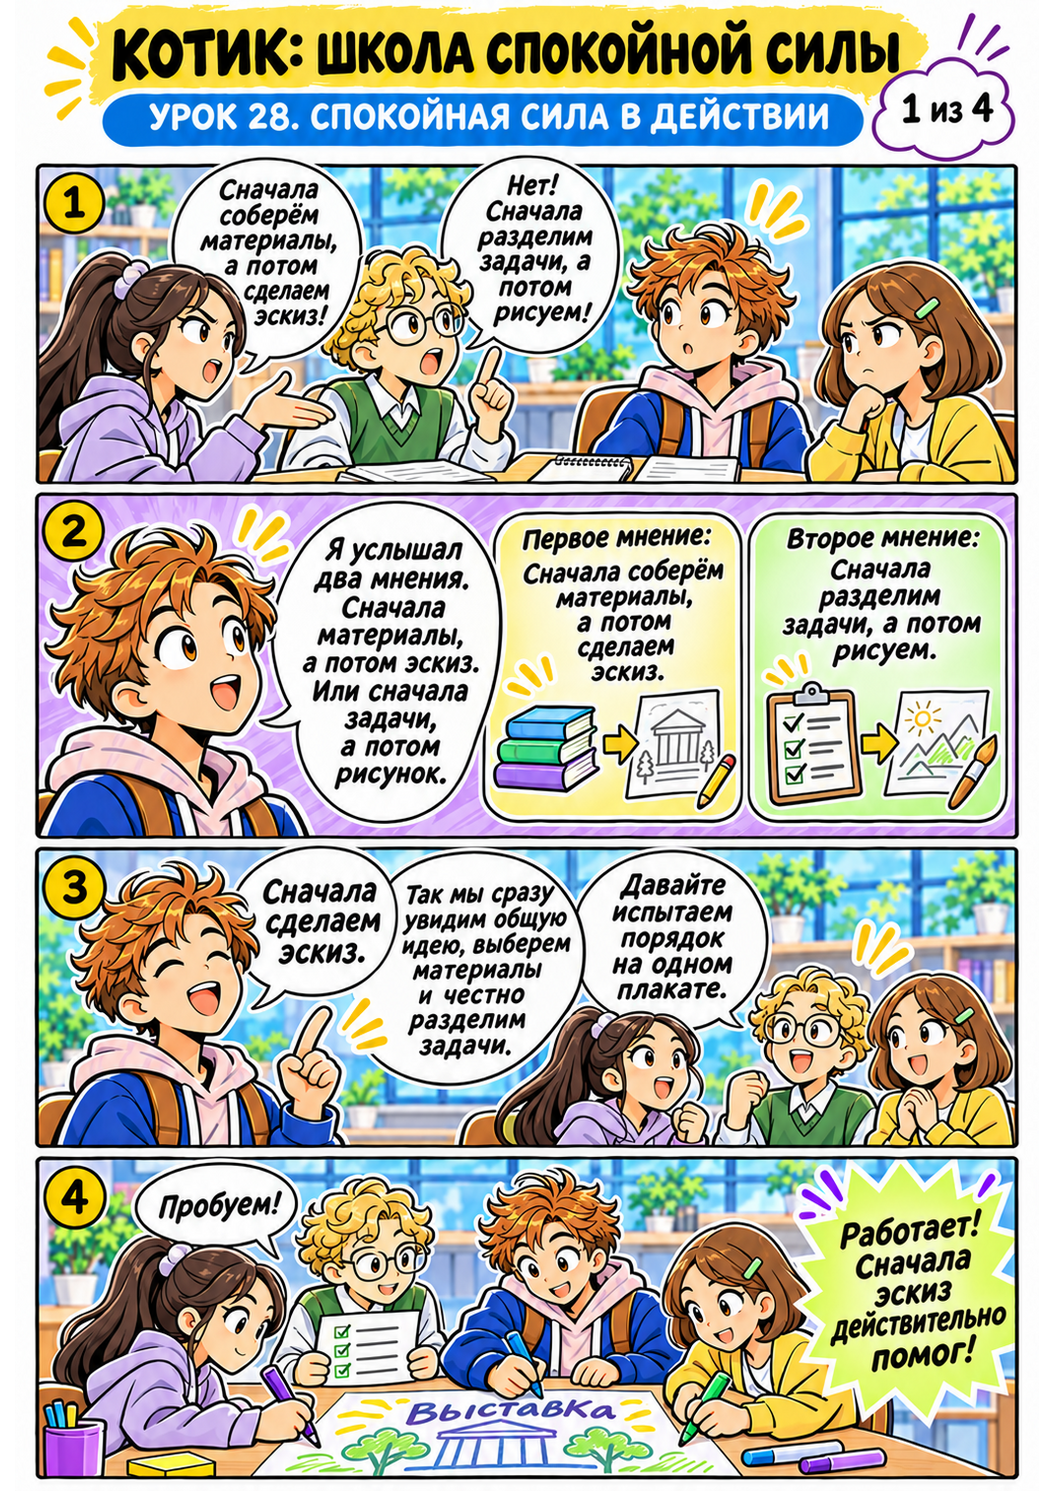 КОТИК: ШКОЛА СПОКОЙНОЙ СИЛЫ
УРОК 28. СПОКОЙНАЯ СИЛА В ДЕЙСТВИИ
1 из 4
1
Сначала
соберём
материалы,
а потом
сделаем
эскиз!
Нет!
Сначала
разделим
задачи, а
потом
рисуем!
2
Я услышал
два мнения.
Сначала
материалы,
а потом эскиз.
Или сначала
задачи,
а потом
рисунок.
Первое мнение:
Сначала соберём
материалы,
а потом
сделаем
эскиз.
Второе мнение:
Сначала
разделим
задачи, а потом
рисуем.
3
Сначала
сделаем
эскиз.
Так мы сразу
увидим общую
идею, выберем
материалы
и честно
разделим
задачи.
Давайте
испытаем
порядок
на одном
плакате.
4
Пробуем!
Работает!
Сначала
эскиз
действительно
помог!
Выставка